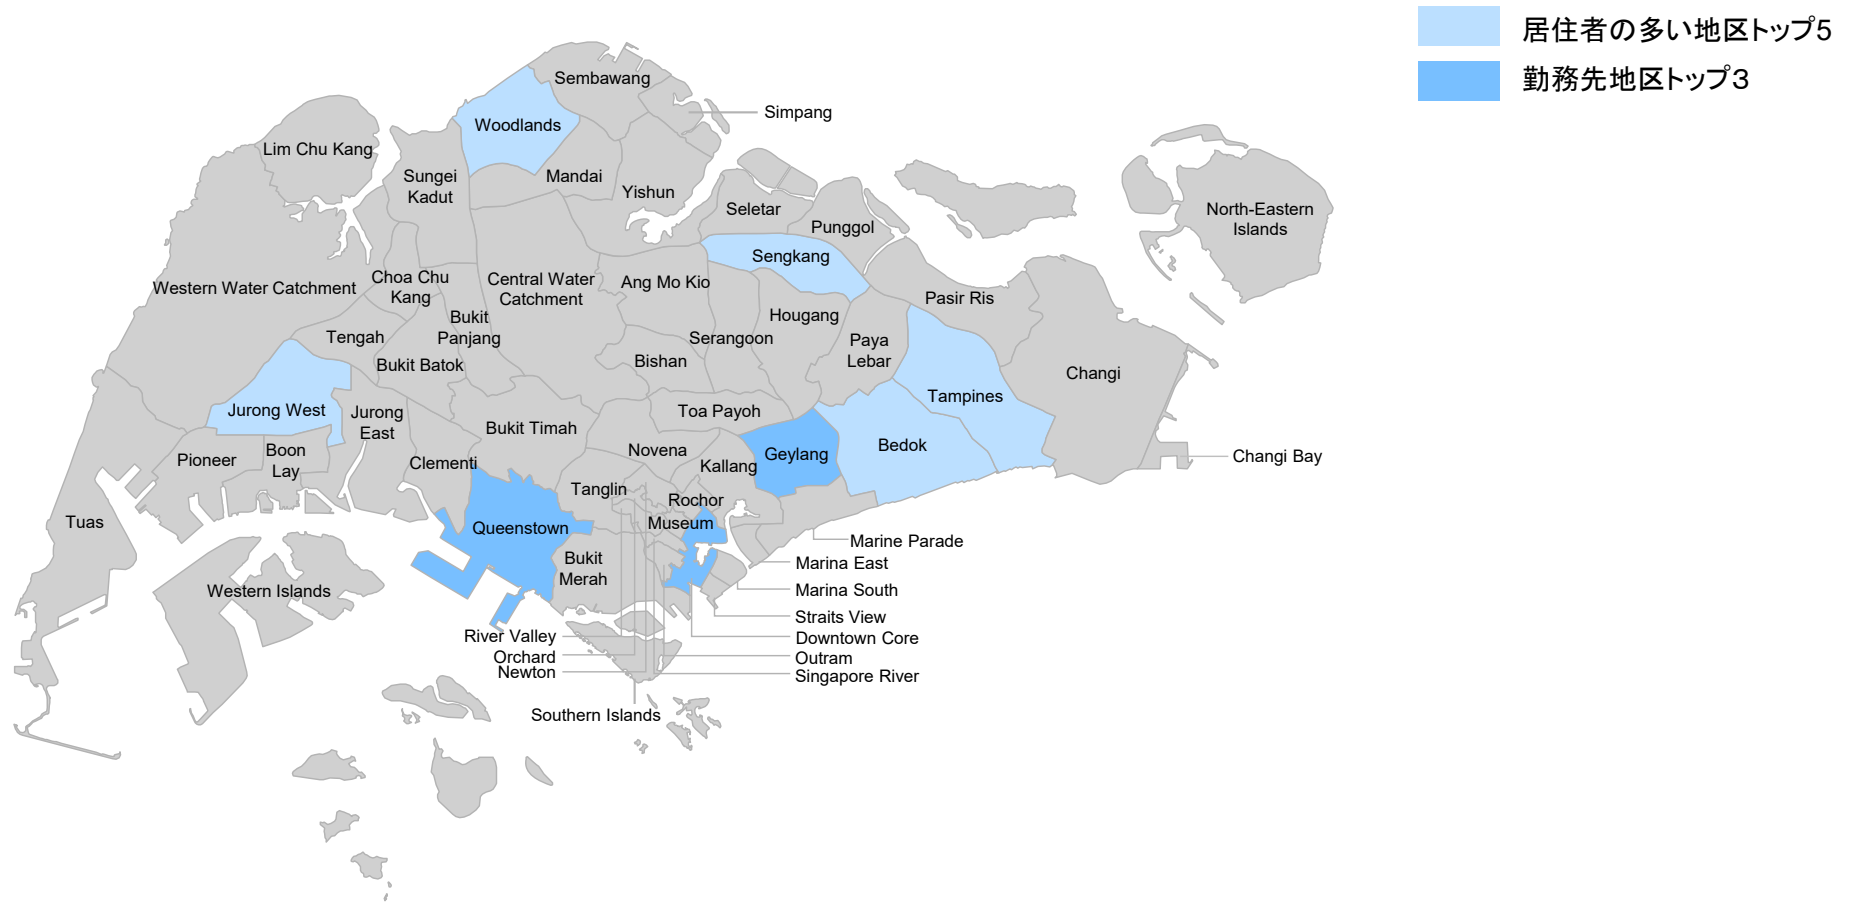 居住者の多い地区トップ5
勤務先地区トップ3
Sembawang
Simpang
Woodlands
Lim Chu Kang
Sungei
Kadut
Mandai
Yishun
Seletar
Punggol
North-Eastern
Islands
Sengkang
Western Water Catchment
Choa Chu
Kang
Central Water
Catchment
Ang Mo Kio
Pasir Ris
Hougang
Bukit
Panjang
Tengah
Serangoon
Paya
Lebar
Bukit Batok
Bishan
Changi
Tampines
Jurong West
Jurong
East
Toa Payoh
Bukit Timah
Bedok
Pioneer
Boon
Lay
Clementi
Novena
Kallang
Geylang
Changi Bay
Tanglin
Rochor
Tuas
Queenstown
Museum
Marine Parade
Bukit
Merah
Marina East
Western Islands
Marina South
Straits View
River Valley
Downtown Core
Orchard
Outram
Newton
Singapore River
Southern Islands